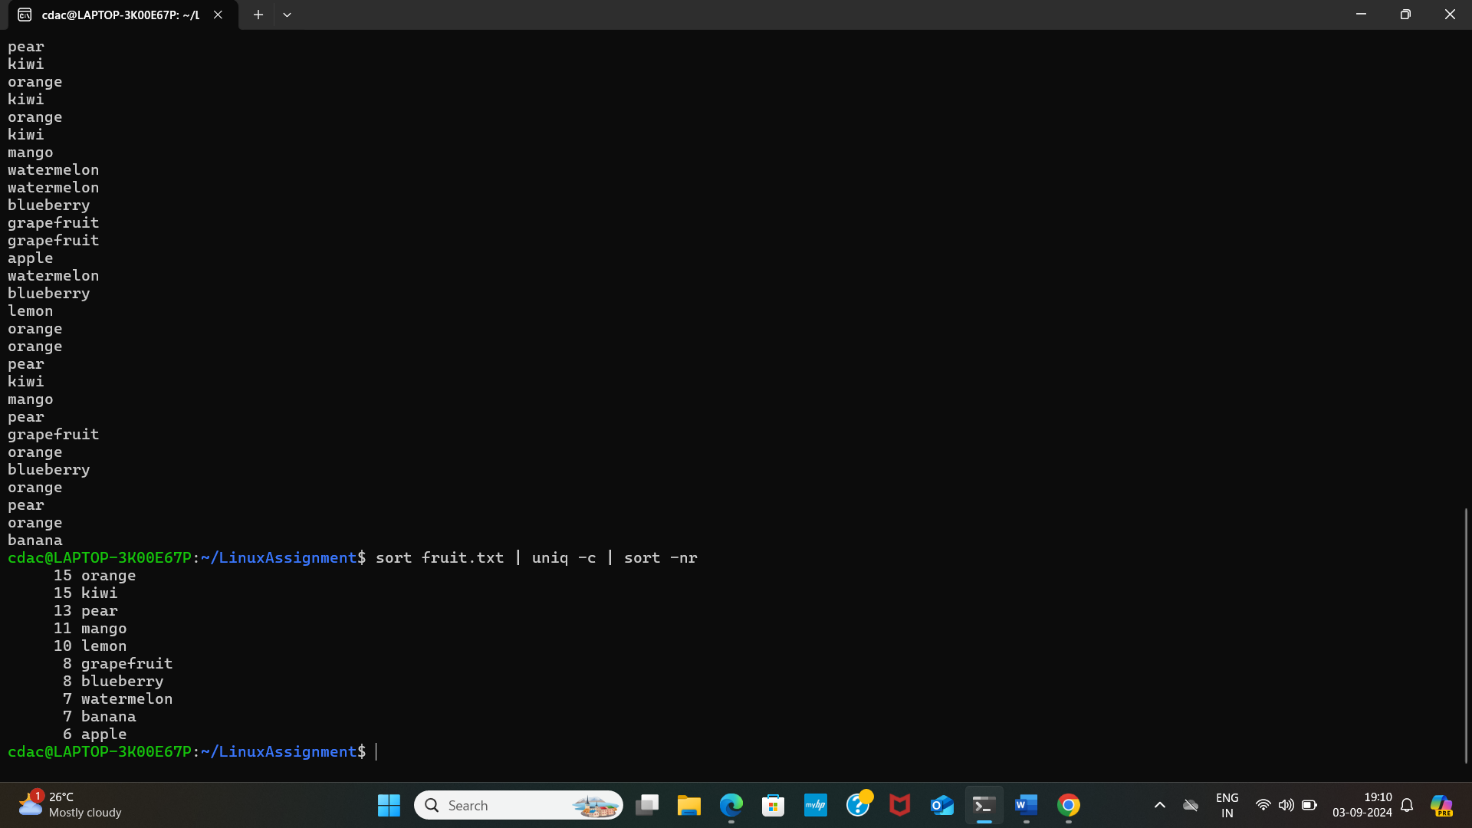 cdac@LAPTOP-3K00E67P: ~/L
pear
kiwi
orange
kiwi
orange
kiwi
mango
watermelon
watermelon
blueberry
grapefruit
grapefruit
apple
watermelon
blueberry
lemon
orange
orange
pear
kiwi
mango
pear
grapefruit
orange
blueberry
orange
pear
orange
banana
cdac@LAPTOP-3K00E67P:~/LinuxAssignment$ sort fruit.txt | uniq -c | sort -nr
15 orange
15 kiwi
13 pear
11 mango
10 lemon
8 grapefruit
8 blueberry
7 watermelon
7 banana
6 apple
cdac@LAPTOP-3K00E67P:~/LinuxAssignment$
1
26°C
Mostly cloudy
Search
myhp
ENG
IN
19:10
03-09-2024
PRE